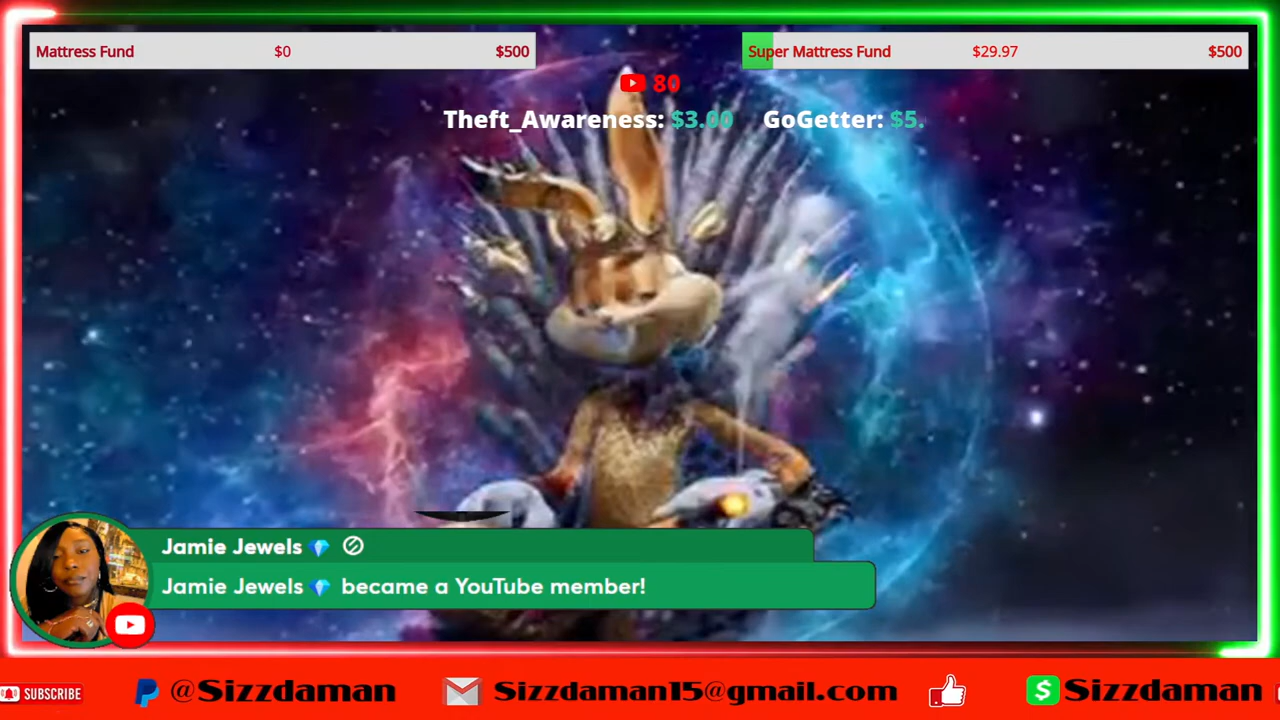 Mattress Fund $0 $500
Super Mattress Fund $29.97 $500
80
Theft_Awareness: $3.00 GoGetter: $5.
Jamie Jewels
Jamie Jewels became a YouTube member!
SUBSCRIBE @Sizzdaman Sizzdaman15@gmail.com $ Sizzdaman